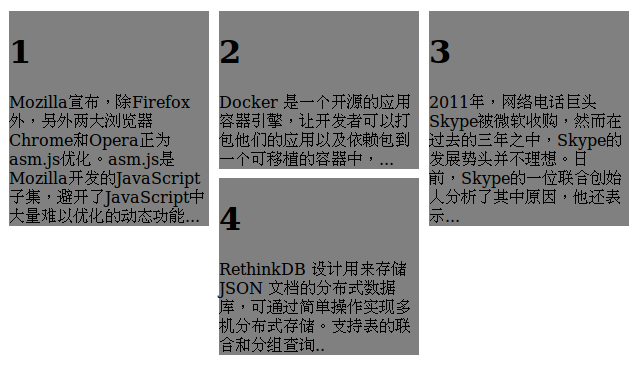 1
Mozilla宣布，除Firefox
外，另外两大浏览器
Chrome和Opera正为
asm.js优化。asm.js是
Mozilla开发的JavaScript
子集，避开了JavaScript中
大量难以优化的动态功能...
2
Docker 是一个开源的应用
容器引擎，让开发者可以打
包他们的应用以及依赖包到
一个可移植的容器中，...
3
2011年，网络电话巨头
Skype被微软收购，然而在
过去的三年之中，Skype的
发展势头并不理想。日
前，Skype的一位联合创始
人分析了其中原因，他还表
示...
4
RethinkDB 设计用来存储
JSON 文档的分布式数据
库，可通过简单操作实现多
机分布式存储。支持表的联
合和分组查询..